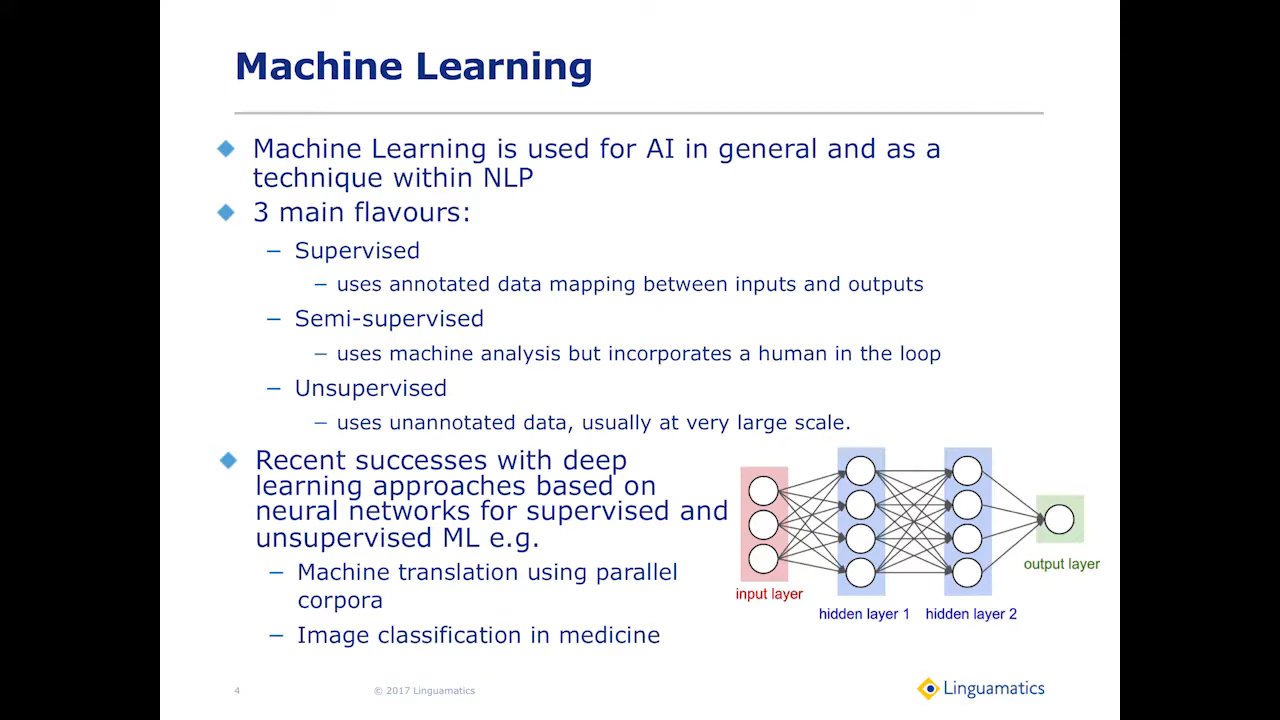 Machine Learning
Machine Learning is used for AI in general and as a
technique within NLP
3 main flavours:
– Supervised
– uses annotated data mapping between inputs and outputs
– Semi-supervised
– uses machine analysis but incorporates a human in the loop
– Unsupervised
– uses unannotated data, usually at very large scale.
Recent successes with deep
learning approaches based on
neural networks for supervised and
unsupervised ML e.g.
– Machine translation using parallel
corpora
– Image classification in medicine
input layer
hidden layer 1
hidden layer 2
output layer
4
© 2017 Linguamatics
Linguamatics